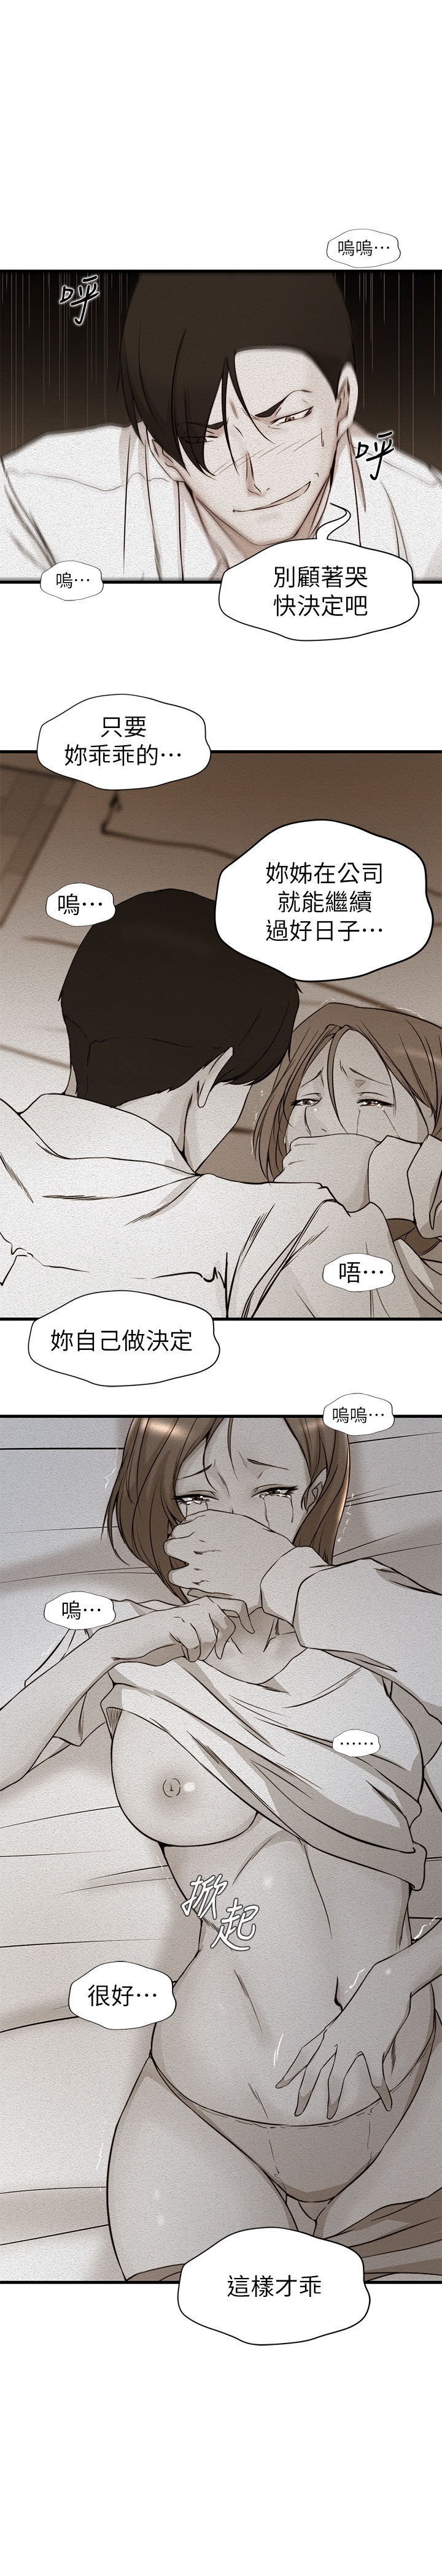 嗚嗚⋯
呼
呼
嗚⋯
別顧著哭
快決定吧
只要
妳乖乖的⋯
妳姊在公司
就能繼續
過好日子⋯
嗚⋯
唔⋯
妳自己做決定
嗚嗚⋯
嗚⋯
⋯⋯
掀起
很好⋯
這樣才乖